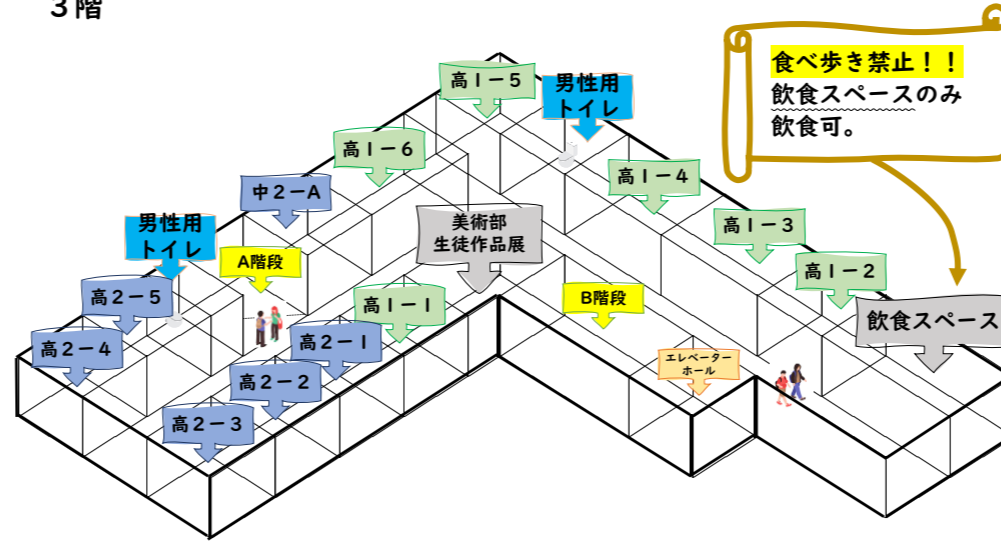 3階
食べ歩き禁止！！
飲食スペースのみ
飲食可。
高1－5
男性用
トイレ
高1－6
高1－4
中2－A
美術部
生徒作品展
高1－3
男性用
トイレ
A階段
高1－2
高2－5
高1－1
B階段
飲食スペース
高2－4
高2－1
エレベーター
ホール
高2－2
高2－3